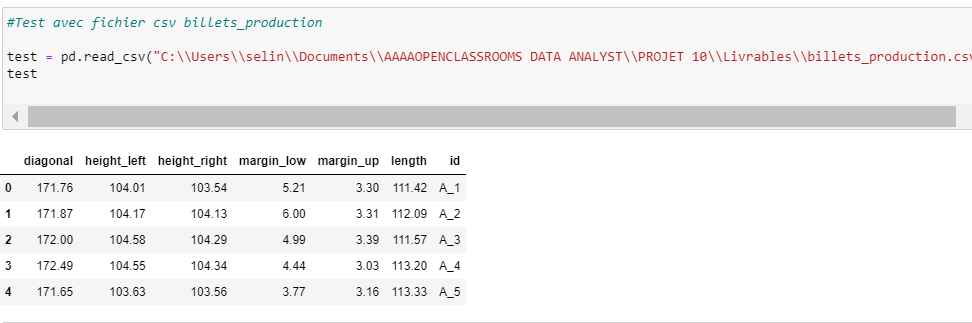 #Test avec fichier csv billets_production
test = pd.read_csv("C:\\Users\\selin\\Documents\\AAAAOPENCLASSROOMS DATA ANALYST\\PROJET 10\\Livrables\\billets_production.csv
test
diagonal height_left height_right margin_low margin_up length id
0 171.76 104.01 103.54 5.21 3.30 111.42 A_1
1 171.87 104.17 104.13 6.00 3.31 112.09 A_2
2 172.00 104.58 104.29 4.99 3.39 111.57 A_3
3 172.49 104.55 104.34 4.44 3.03 113.20 A_4
4 171.65 103.63 103.56 3.77 3.16 113.33 A_5